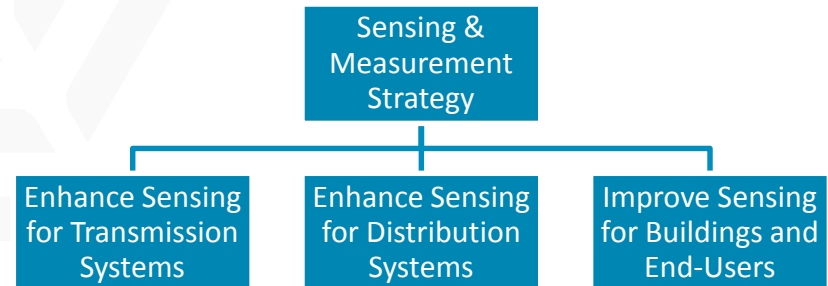 Sensing &
Measurement
Strategy
Enhance Sensing
for Transmission
Systems
Enhance Sensing
for Distribution
Systems
Improve Sensing
for Buildings and
End-Users